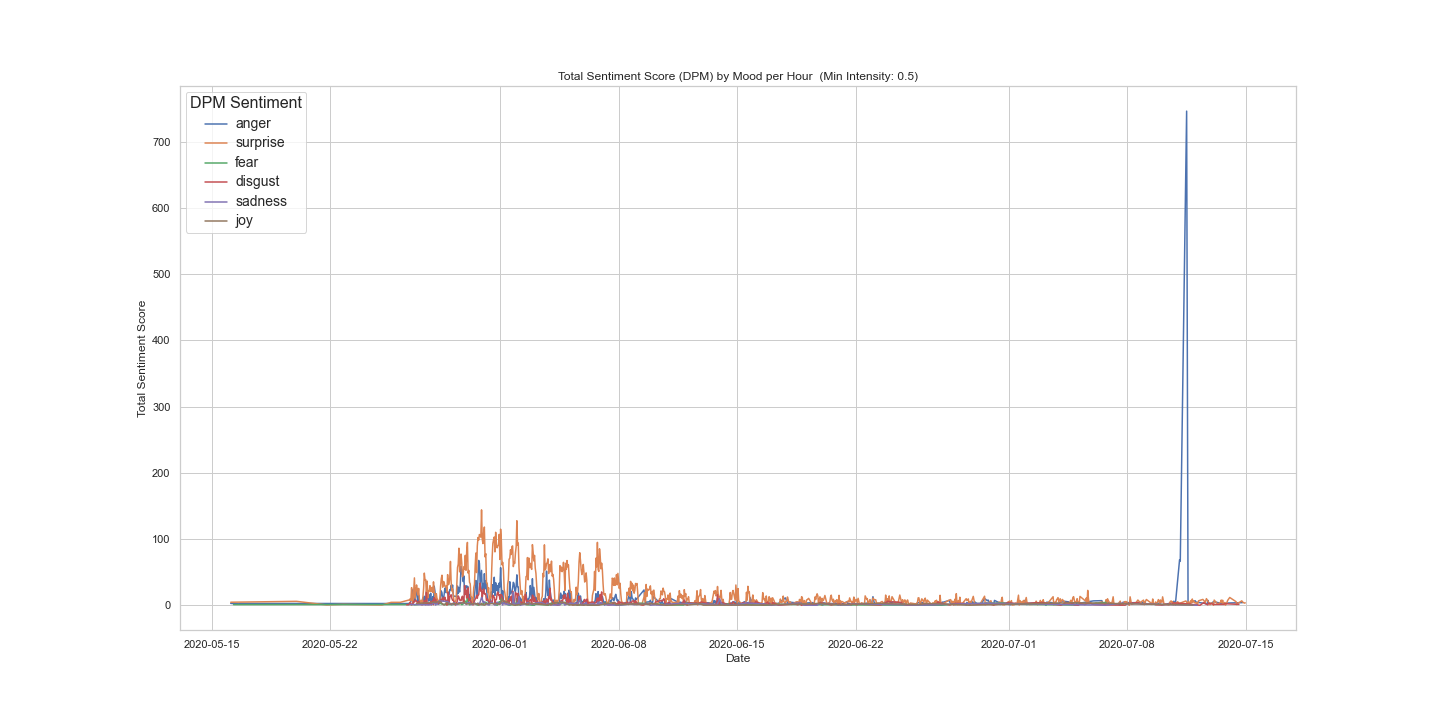 Total Sentiment Score (DPM) by Mood per Hour  (Min Intensity: 0.5)
DPM Sentiment
anger
surprise
fear
disgust
sadness
joy
Total Sentiment Score
700
600
500
400
300
200
100
0
2020-05-15
2020-05-22
2020-06-01
2020-06-08
2020-06-15
2020-06-22
2020-07-01
2020-07-08
2020-07-15
Date